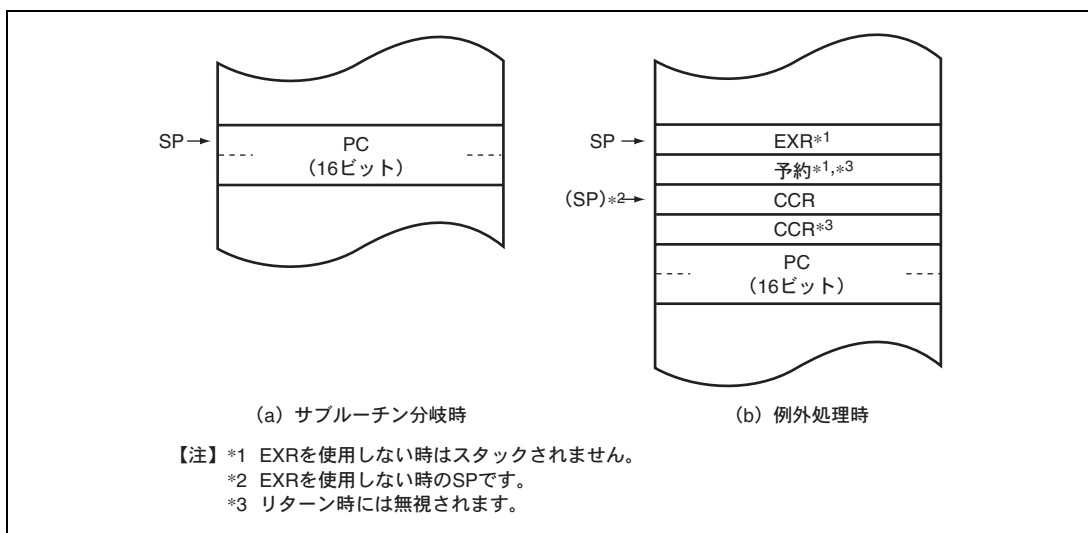 SP→
PC
(16ビット)
SP→
EXR*1
予約*1,*3
(SP)*2→
CCR
CCR*3
PC
(16ビット)
(a) サブルーチン分岐時
(b) 例外処理時
【注】 *1 EXRを使用しない時はスタックされません。
*2 EXRを使用しない時のSPです。
*3 リターン時には無視されます。